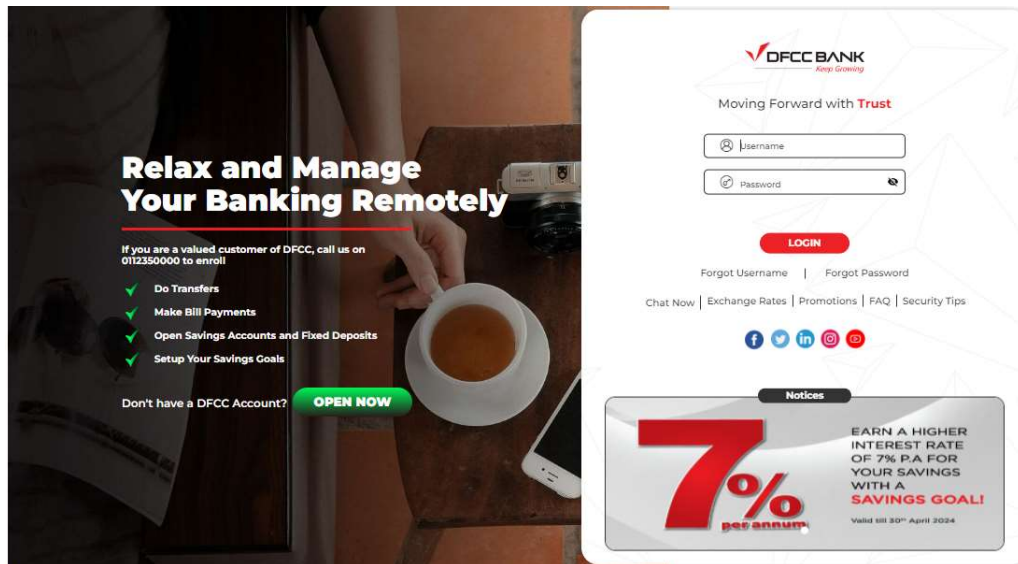 Relax and Manage
Your Banking Remotely
If you are a valued customer of DFCC, call us on
0112350000 to enroll
Do Transfers
Make Bill Payments
Open Savings Accounts and Fixed Deposits
Setup Your Savings Goals
Don't have a DFCC Account? OPEN NOW
DFCC BANK
Keep Growing
Moving Forward with Trust
Username
Password
LOGIN
Forgot Username | Forgot Password
Chat Now | Exchange Rates | Promotions | FAQ | Security Tips
Notices
7%
per annum
EARN A HIGHER
INTEREST RATE
OF 7% P.A FOR
YOUR SAVINGS
WITH A
SAVINGS GOAL!
Valid till 30th April 2024